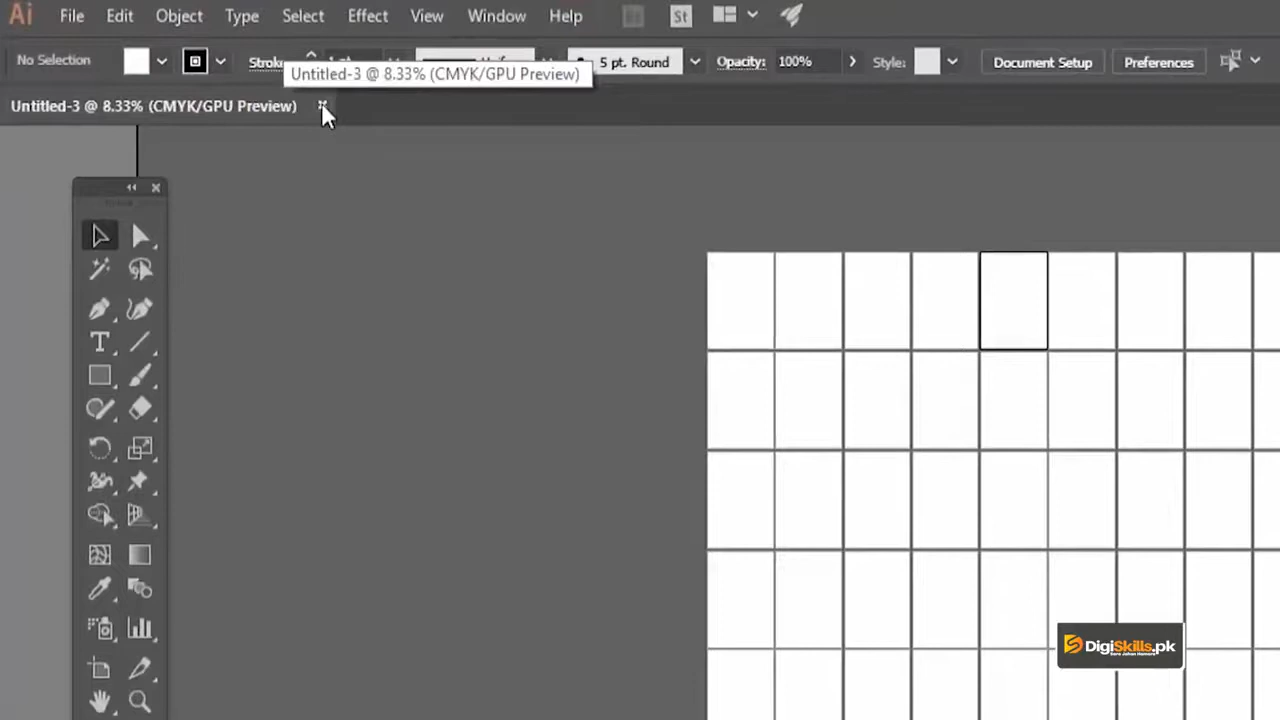 Ai File Edit Object Type Select Effect View Window Help Br St
No Selection Stroke 5 pt. Round Opacity: 100% Style: Document Setup Preferences
Untitled-3 @ 8.33% (CMYK/GPU Preview)
Untitled-3 @ 8.33% (CMYK/GPU Preview)
T
DigiSkills.pk